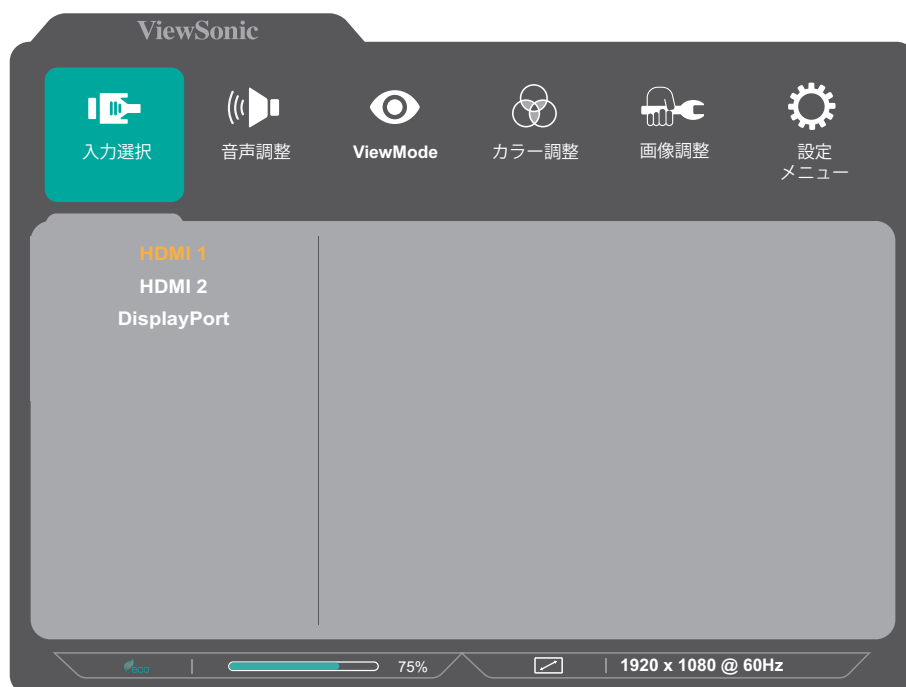 ViewSonic
入力選択
音声調整
ViewMode
カラー調整
画像調整
設定
メニュー
HDMI 1
HDMI 2
DisplayPort
eco
75%
1920 x 1080 @ 60Hz